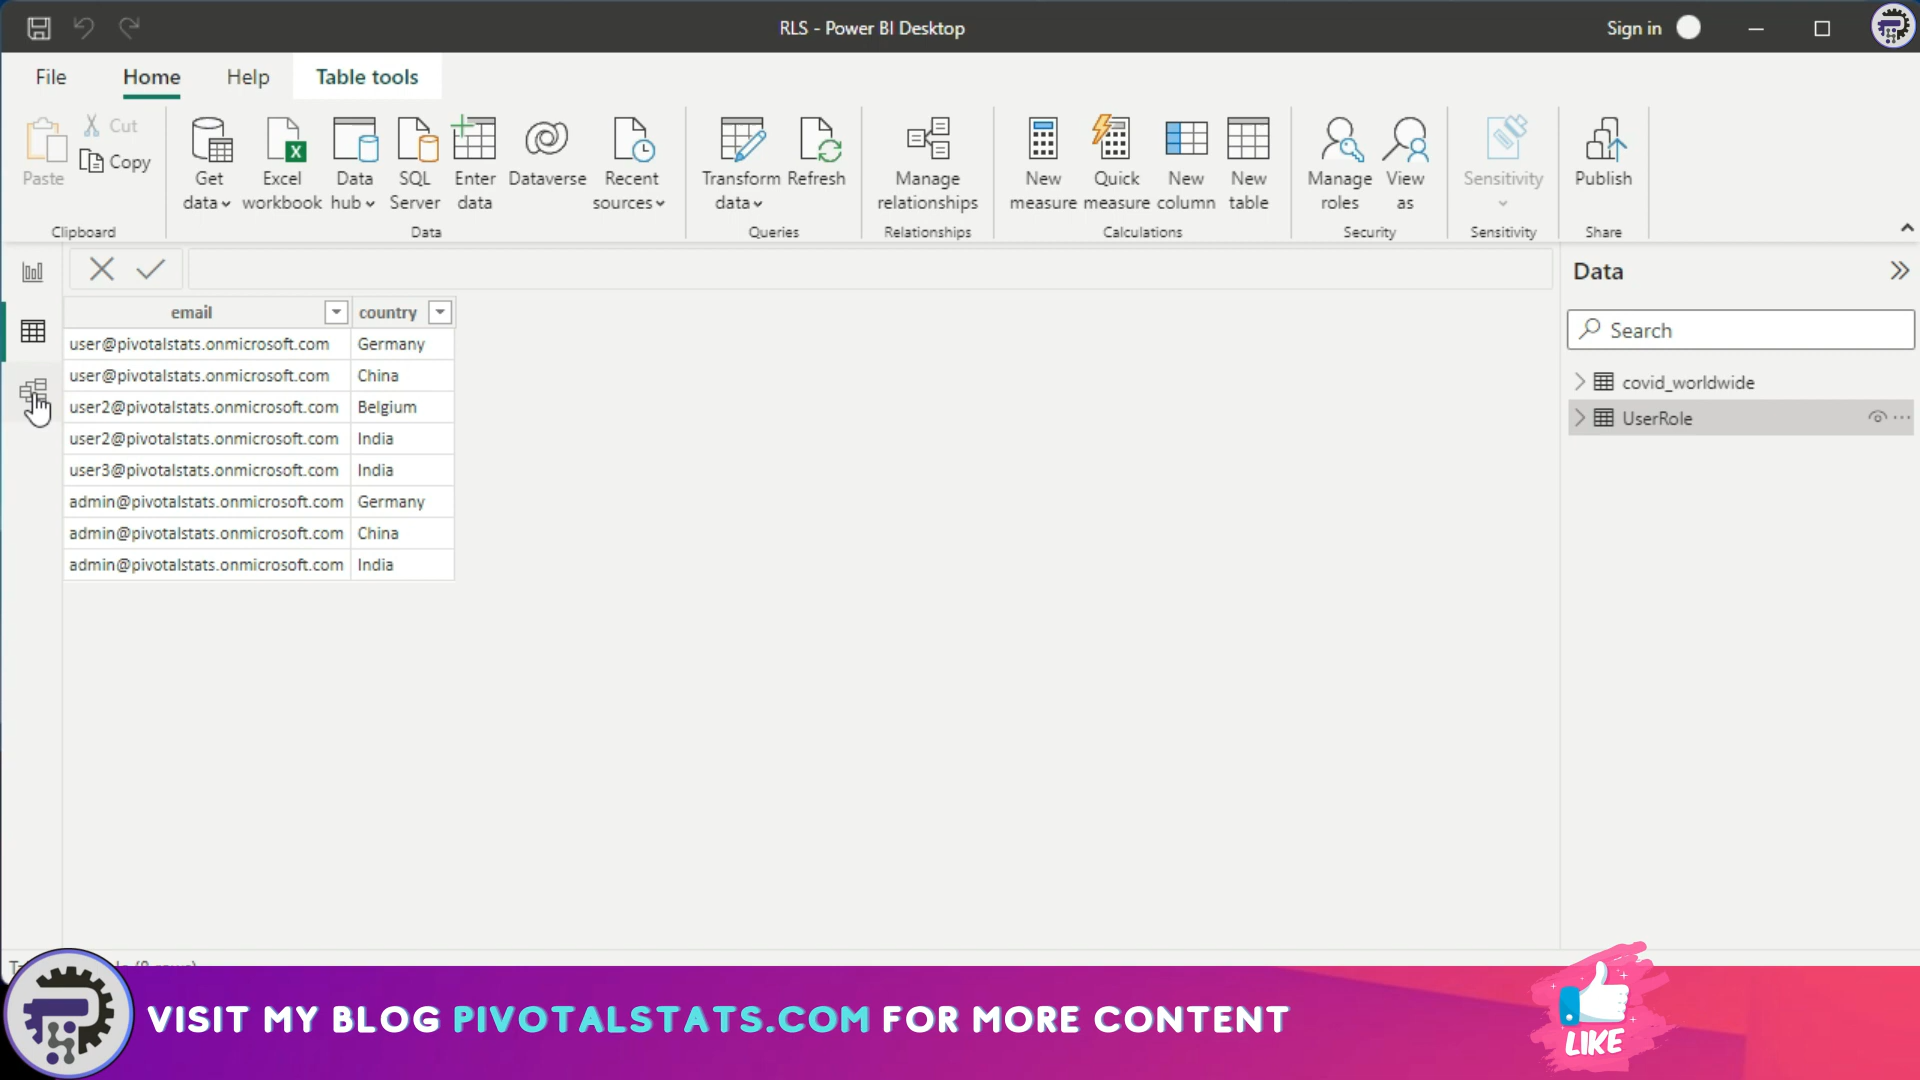 RLS - Power BI Desktop
Sign in
File
Home
Help
Table tools
Paste
Cut
Copy
Get
data
Excel
workbook
Data
hub
SQL
Server
Enter
data
Dataverse
Recent
sources
Transform
data
Refresh
Manage
relationships
New
measure
Quick
measure
New
column
New
table
Manage
roles
View
as
Sensitivity
Publish
Clipboard
Data
Queries
Relationships
Calculations
Security
Sensitivity
Share
email
country
user@pivotalstats.onmicrosoft.com Germany
user@pivotalstats.onmicrosoft.com China
user2@pivotalstats.onmicrosoft.com Belgium
user2@pivotalstats.onmicrosoft.com India
user3@pivotalstats.onmicrosoft.com India
admin@pivotalstats.onmicrosoft.com Germany
admin@pivotalstats.onmicrosoft.com China
admin@pivotalstats.onmicrosoft.com India
Data
Search
covid_worldwide
UserRole
VISIT MY BLOG PIVOTALSTATS.COM FOR MORE CONTENT
LIKE